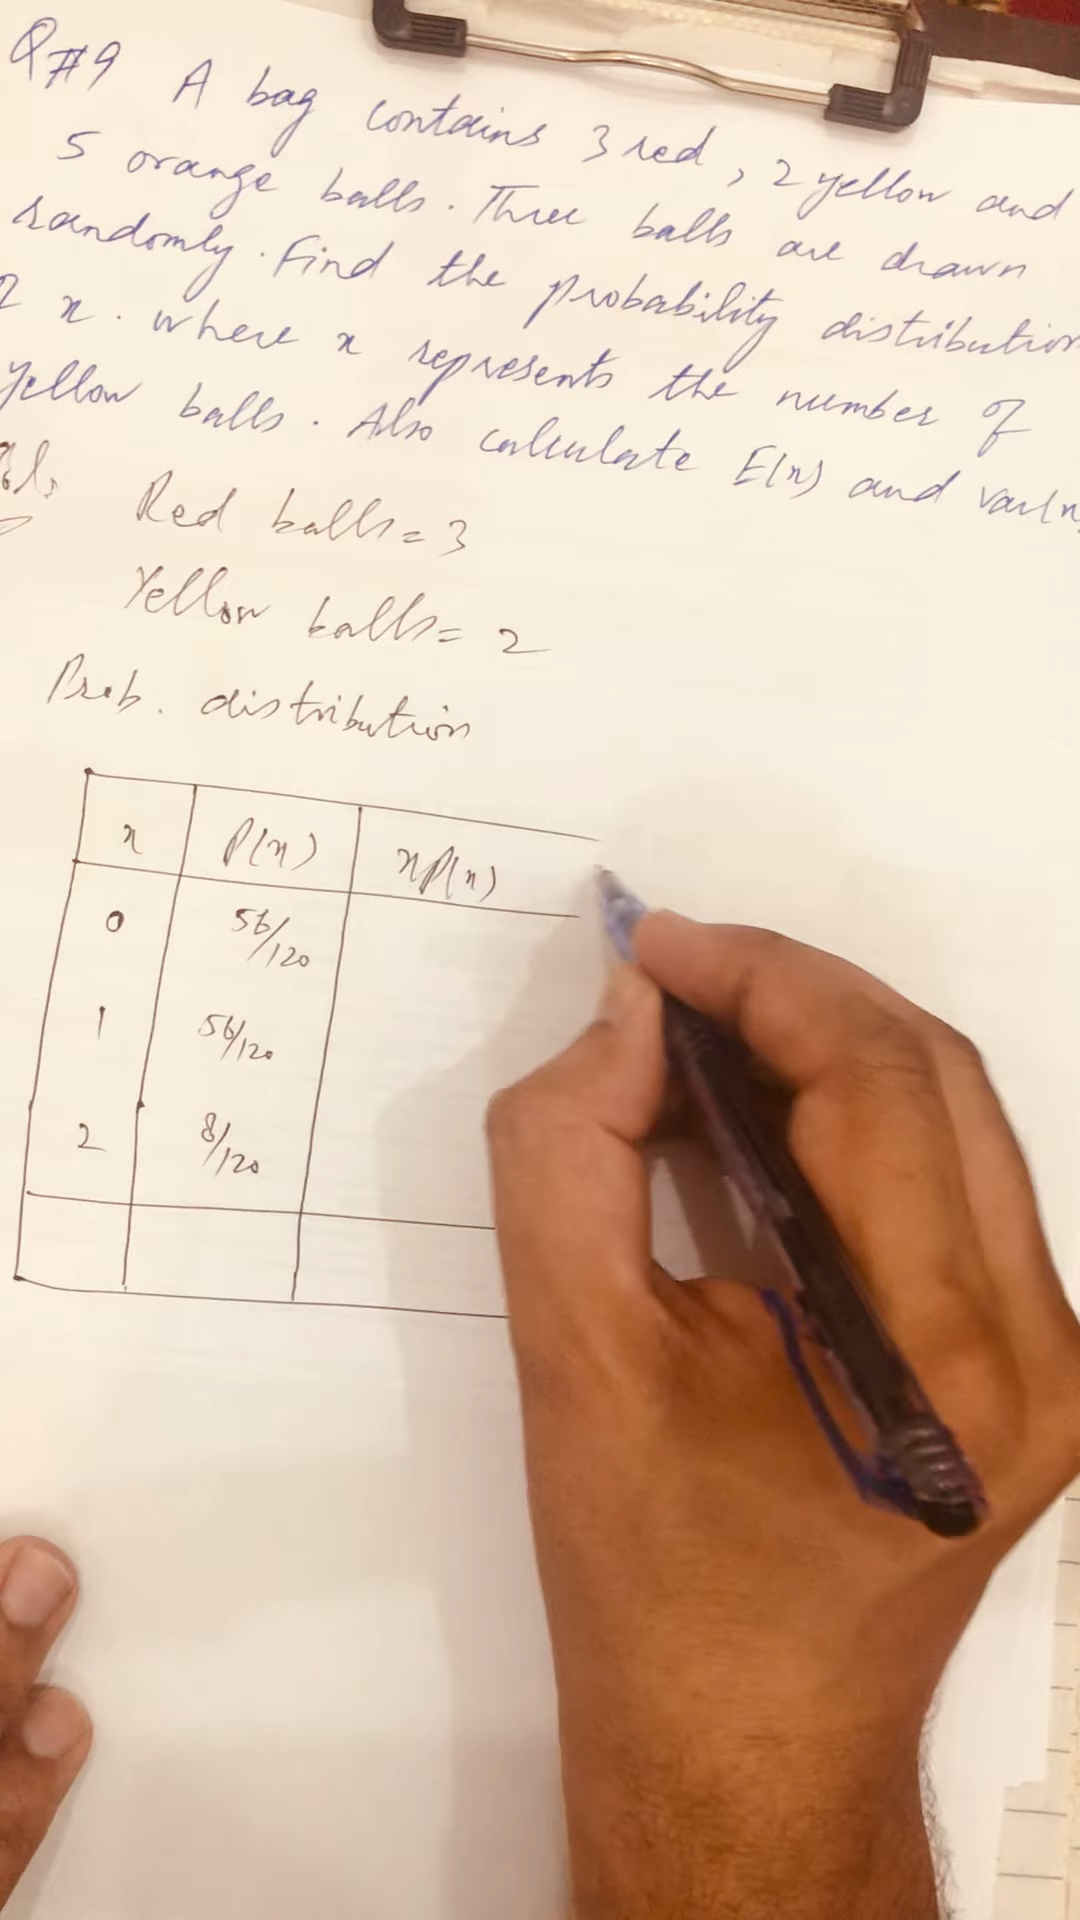 Q#9 A bag contains 3 red, 2 yellow and
5 orange balls. Three balls are drawn
randomly. Find the probability distribution
x. where x represents the number of
yellow balls. Also calculate E(x) and var(x
Red balls = 3
Yellow balls = 2
Prob. distribution
x P(x) xP(x)
0 56/120
1 56/120
2 8/120